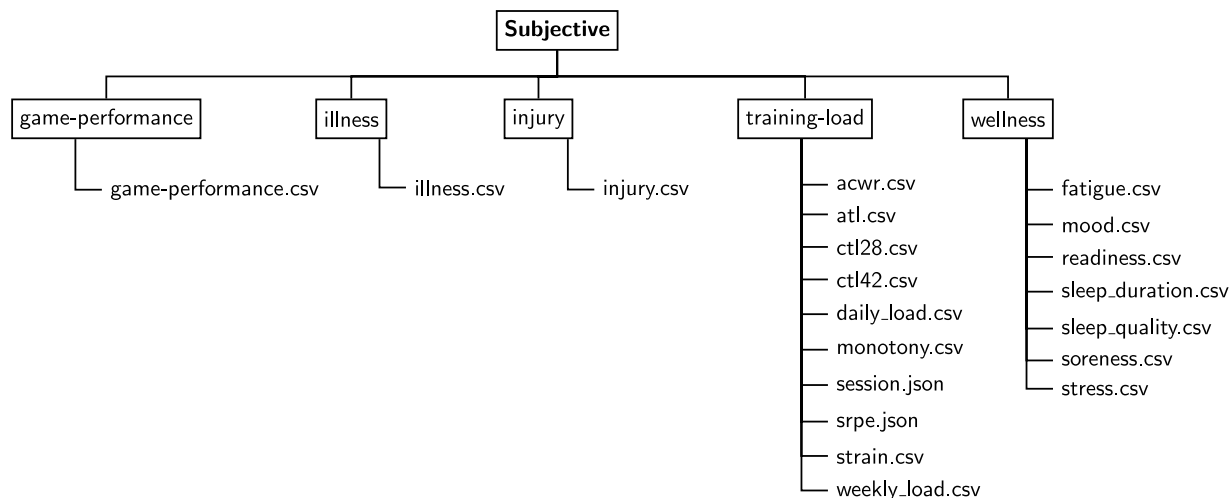 Subjective
game-performance
illness
injury
training-load
wellness
game-performance.csv
illness.csv
injury.csv
acwr.csv
atl.csv
ctl28.csv
ctl42.csv
daily_load.csv
monotony.csv
session.json
srpe.json
strain.csv
weekly_load.csv
fatigue.csv
mood.csv
readiness.csv
sleep_duration.csv
sleep_quality.csv
soreness.csv
stress.csv